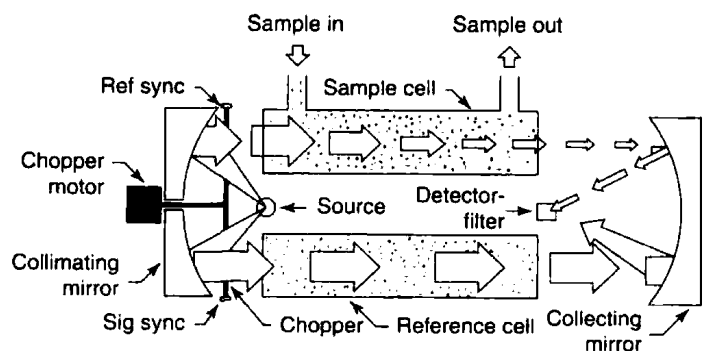 Sample in
Sample out
Ref sync
Sample cell
Chopper
motor
Source
Detector-
filter
Collimating
mirror
Sig sync
Chopper
Reference cell
Collecting
mirror